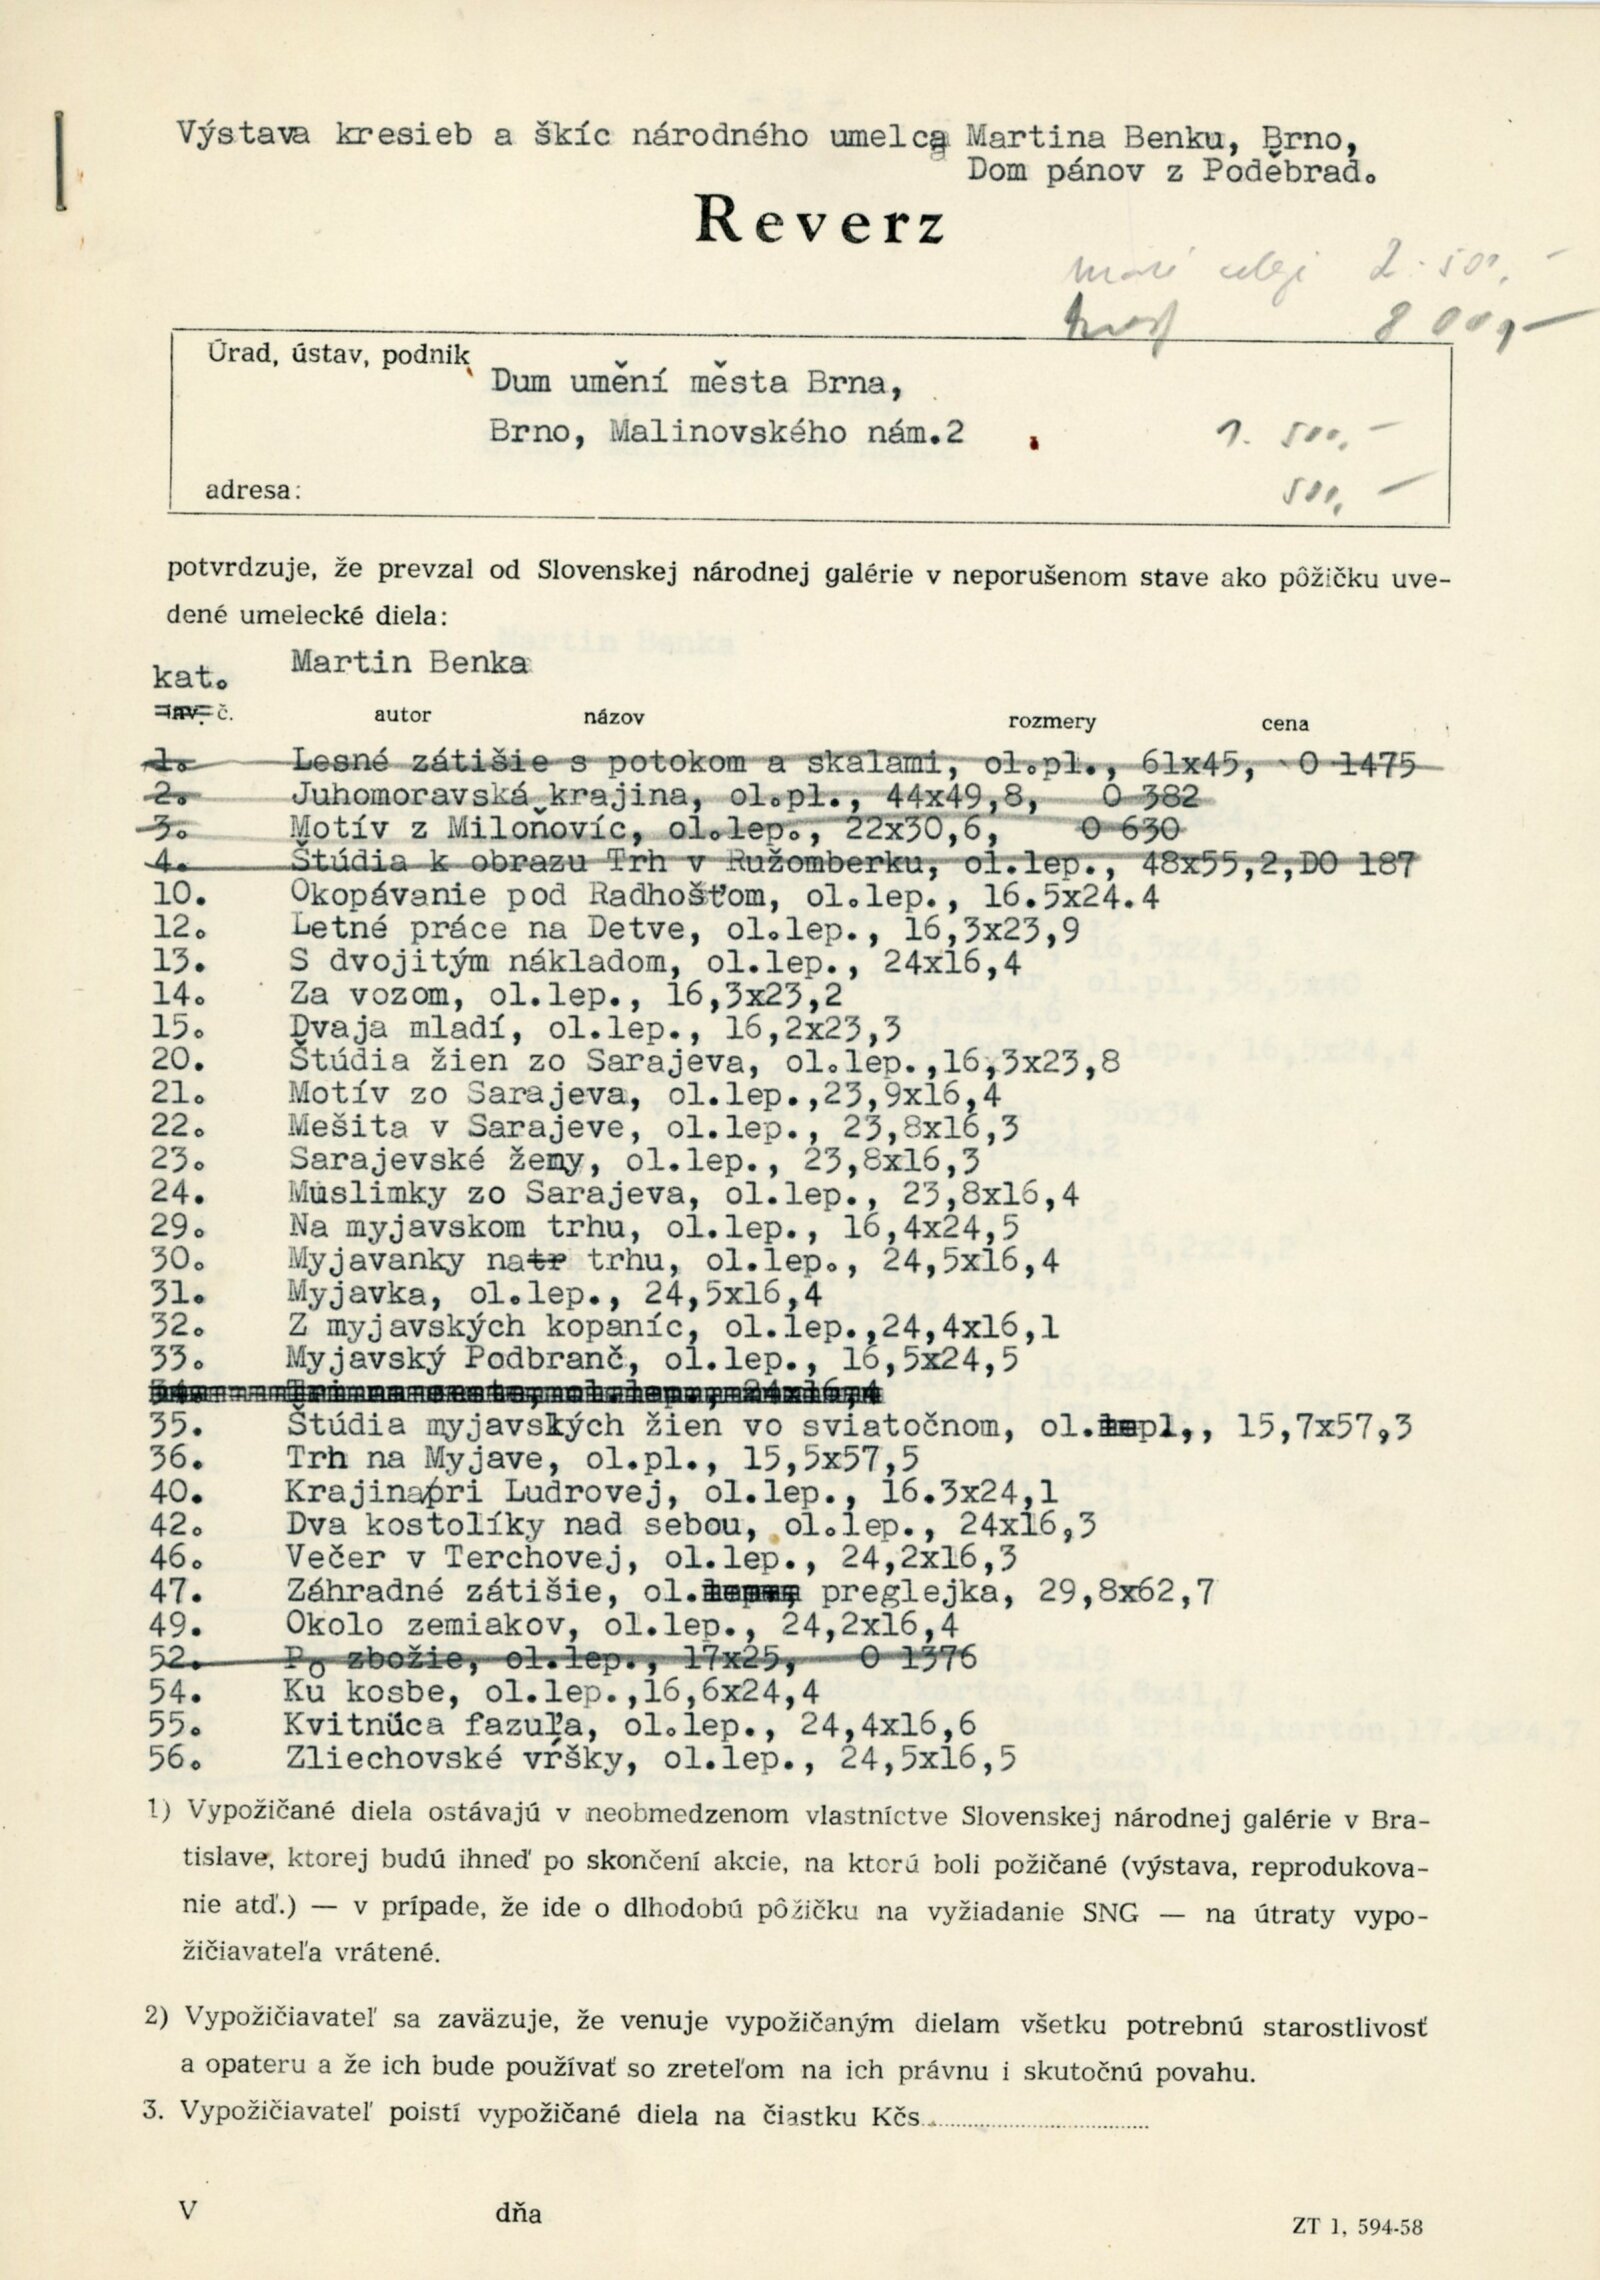 Výstava kresieb a škíc národného umelca Martina Benku, Brno,
Dom pánov z Poděbrad.
Reverz
2.500,-
8000,-
Úrad, ústav, podnik
Dum umění města Brna,
Brno, Malinovského nám.2
1.500,-
adresa:
500,-
potvrdzuje, že prevzal od Slovenskej národnej galérie v neporušenom stave ako pôžičku uve-
dené umelecké diela:
Martin Benka
kat.
inv. č. autor názov rozmery cena
1. Lesné zátišie s potokom a skalami, ol.pl., 61x45, O 1475
2. Juhomoravská krajina, ol.pl., 44x49,8, O 382
3. Motív z Miloňovíc, ol.lep., 22x30,6, O 630
4. Štúdia k obrazu Trh v Ružomberku, ol.lep., 48x55,2,DO 187
10. Okopávanie pod Radhošťom, ol.lep., 16.5x24.4
12. Letné práce na Detve, ol.lep., 16,3x23,9
13. S dvojitým nákladom, ol.lep., 24x16,4
14. Za vozom, ol.lep., 16,3x23,2
15. Dvaja mladí, ol.lep., 16,2x23,3
20. Štúdia žien zo Sarajeva, ol.lep.,16,3x23,8
21. Motív zo Sarajeva, ol.lep.,23,9x16,4
22. Mešita v Sarajeve, ol.lep., 23,8x16,3
23. Sarajevské ženy, ol.lep., 23,8x16,3
24. Muslimky zo Sarajeva, ol.lep., 23,8x16,4
29. Na myjavskom trhu, ol.lep., 16,4x24,5
30. Myjavanky natr trhu, ol.lep., 24,5x16,4
31. Myjavka, ol.lep., 24,5x16,4
32. Z myjavských kopaníc, ol.lep.,24,4x16,1
33. Myjavský Podbranč, ol.lep., 16,5x24,5
35. Štúdia myjavských žien vo sviatočnom, ol.pl,, 15,7x57,3
36. Trh na Myjave, ol.pl., 15,5x57,5
40. Krajina pri Ludrovej, ol.lep., 16.3x24,1
42. Dva kostolíky nad sebou, ol.lep., 24x16,3
46. Večer v Terchovej, ol.lep., 24,2x16,3
47. Záhradné zátišie, ol. preglejka, 29,8x62,7
49. Okolo zemiakov, ol.lep., 24,2x16,4
52. Po zbožie, ol.lep., 17x25, O 1376
54. Ku kosbe, ol.lep.,16,6x24,4
55. Kvitnúca fazuľa, ol.lep., 24,4x16,6
56. Zliechovské vŕšky, ol.lep., 24,5x16,5
1) Vypožičané diela ostávajú v neobmedzenom vlastníctve Slovenskej národnej galérie v Bra-
tislave, ktorej budú ihneď po skončení akcie, na ktorú boli požičané (výstava, reprodukova-
nie atď.) — v prípade, že ide o dlhodobú pôžičku na vyžiadanie SNG — na útraty vypo-
žičiavateľa vrátené.
2) Vypožičiavateľ sa zaväzuje, že venuje vypožičaným dielam všetku potrebnú starostlivosť
a opateru a že ich bude používať so zreteľom na ich právnu i skutočnú povahu.
3. Vypožičiavateľ poistí vypožičané diela na čiastku Kčs
V dňa
ZT 1, 594-58